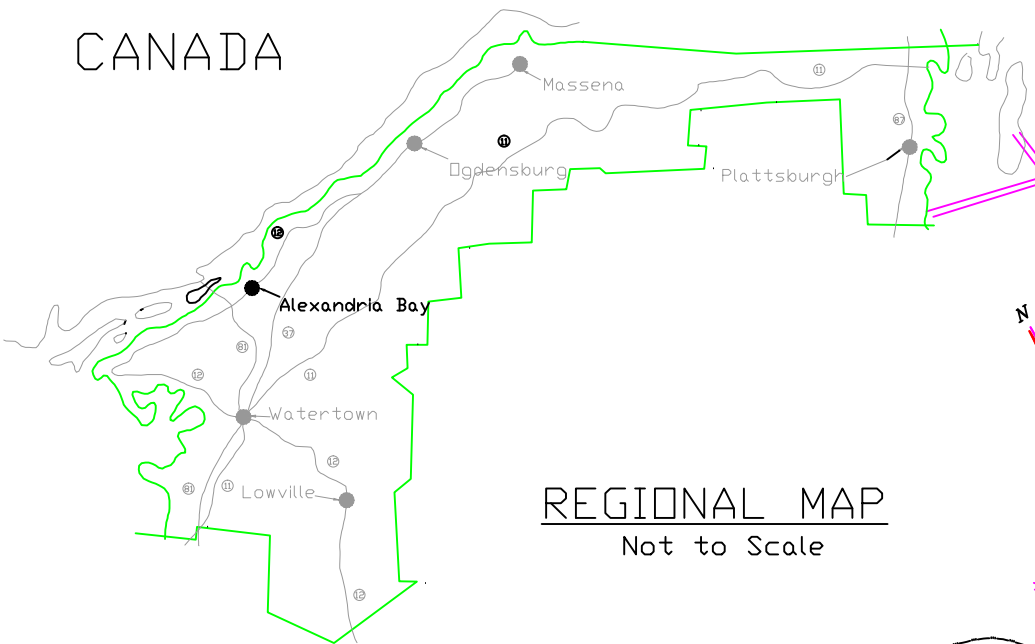 CANADA
Massena
11
87
11
Ogdensburg
Plattsburgh
12
Alexandria Bay
N
37
81
12
11
Watertown
12
81
11
Lowville
REGIONAL MAP
Not to Scale
12